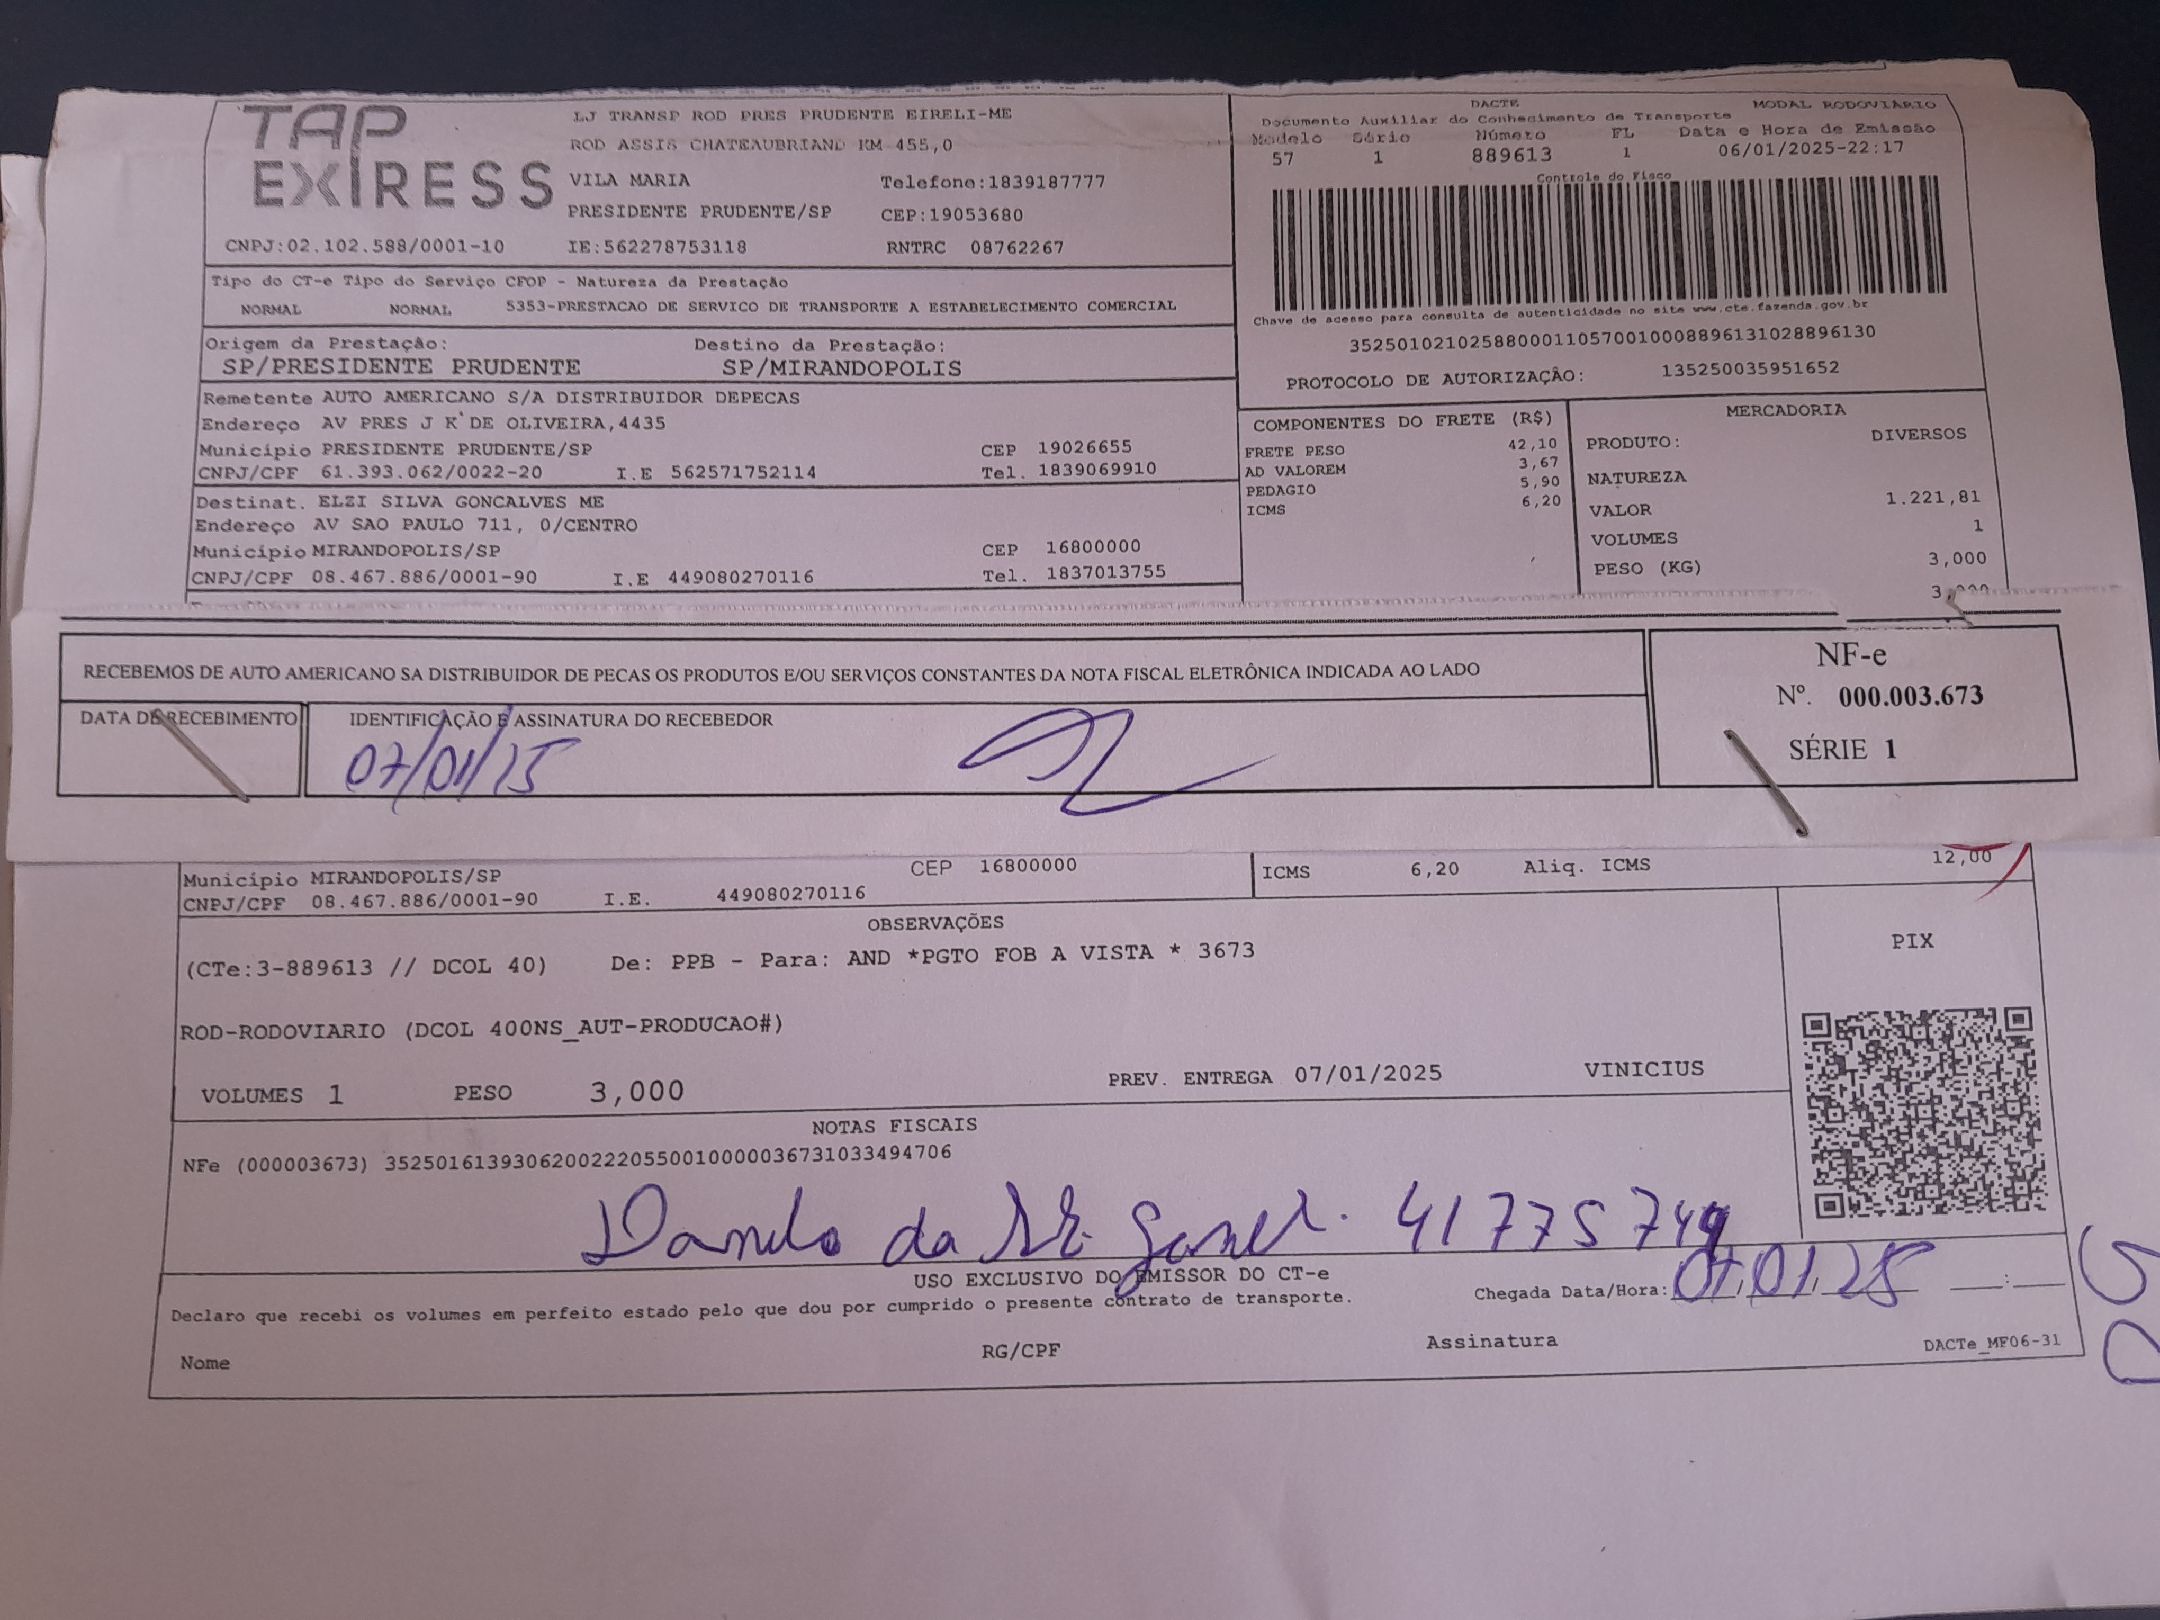 TAP EXPRESS
LJ TRANSP ROD PRES PRUDENTE EIRELI-ME
ROD ASSIS CHATEAUBRIAND KM 455,0
VILA MARIA Telefone:1839187777
PRESIDENTE PRUDENTE/SP CEP:19053680
CNPJ:02.102.588/0001-10 IE:562278753118 RNTRC 08762267
DACTE MODAL RODOVIARIO
Documento Auxiliar do Conhecimento de Transporte
Modelo Série Número FL Data e Hora de Emissão
57 1 889613 1 06/01/2025-22:17
Controle do Fisco
Chave de acesso para consulta de autenticidade no site www.cte.fazenda.gov.br
35250102102588000110570010008896131028896130
PROTOCOLO DE AUTORIZAÇÃO: 135250035951652
Tipo do CT-e Tipo do Serviço CFOP - Natureza da Prestação
NORMAL NORMAL 5353-PRESTACAO DE SERVICO DE TRANSPORTE A ESTABELECIMENTO COMERCIAL
Origem da Prestação: Destino da Prestação:
SP/PRESIDENTE PRUDENTE SP/MIRANDOPOLIS
Remetente AUTO AMERICANO S/A DISTRIBUIDOR DEPECAS
Endereço AV PRES J K DE OLIVEIRA,4435
Município PRESIDENTE PRUDENTE/SP CEP 19026655
CNPJ/CPF 61.393.062/0022-20 I.E 562571752114 Tel. 1839069910
Destinat. ELZI SILVA GONCALVES ME
Endereço AV SAO PAULO 711, 0/CENTRO
Município MIRANDOPOLIS/SP CEP 16800000
CNPJ/CPF 08.467.886/0001-90 I.E 449080270116 Tel. 1837013755
COMPONENTES DO FRETE (R$)
FRETE PESO 42,10
AD VALOREM 3,67
PEDAGIO 5,90
ICMS 6,20
MERCADORIA
PRODUTO: DIVERSOS
NATUREZA
VALOR 1.221,81
VOLUMES 1
PESO (KG) 3,000
RECEBEMOS DE AUTO AMERICANO SA DISTRIBUIDOR DE PECAS OS PRODUTOS E/OU SERVIÇOS CONSTANTES DA NOTA FISCAL ELETRÔNICA INDICADA AO LADO
DATA DE RECEBIMENTO IDENTIFICAÇÃO E ASSINATURA DO RECEBEDOR
07/01/25
NF-e
Nº. 000.003.673
SÉRIE 1
Município MIRANDOPOLIS/SP CEP 16800000
CNPJ/CPF 08.467.886/0001-90 I.E. 449080270116
ICMS 6,20 Aliq. ICMS 12,00
OBSERVAÇÕES
(CTe:3-889613 // DCOL 40) De: PPB - Para: AND *PGTO FOB A VISTA * 3673
ROD-RODOVIARIO (DCOL 400NS_AUT-PRODUCAO#)
VOLUMES 1 PESO 3,000 PREV. ENTREGA 07/01/2025 VINICIUS
PIX
NOTAS FISCAIS
NFe (000003673) 35250161393062002220550010000036731033494706
Danilo da 41775749
USO EXCLUSIVO DO EMISSOR DO CT-e
Declaro que recebi os volumes em perfeito estado pelo que dou por cumprido o presente contrato de transporte.
Chegada Data/Hora: 07,01,25 __:__
Nome RG/CPF Assinatura DACTe_MF06-31